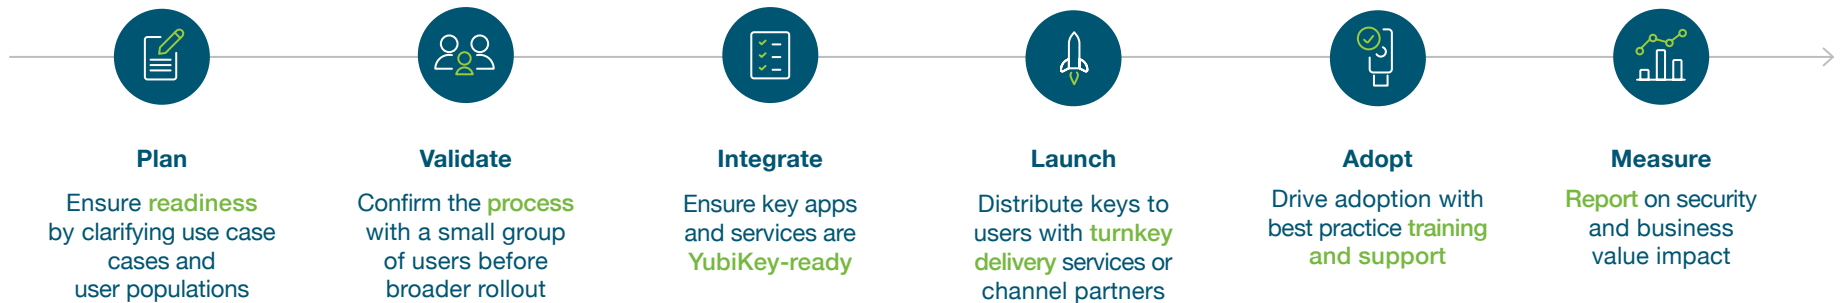 Plan
Ensure readiness
by clarifying use case
cases and
user populations
Validate
Confirm the process
with a small group
of users before
broader rollout
Integrate
Ensure key apps
and services are
YubiKey-ready
Launch
Distribute keys to
users with turnkey
delivery services or
channel partners
Adopt
Drive adoption with
best practice training
and support
Measure
Report on security
and business
value impact